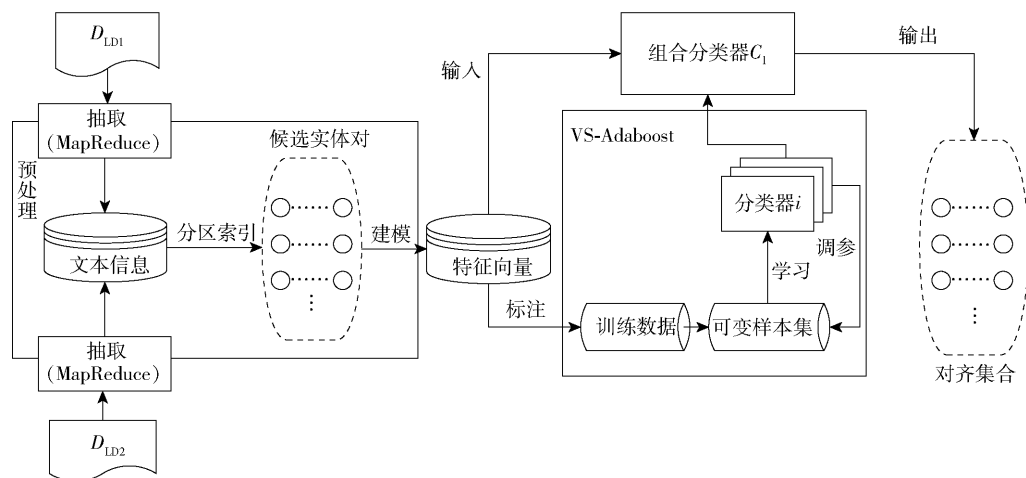 D_LD1
抽取
(MapReduce)
预处理
候选实体对
文本信息
分区索引
⋮
建模
抽取
(MapReduce)
D_LD2
特征向量
输入
标注
组合分类器C_1
输出
VS-Adaboost
分类器i
调参
学习
训练数据
可变样本集
⋮
对齐集合